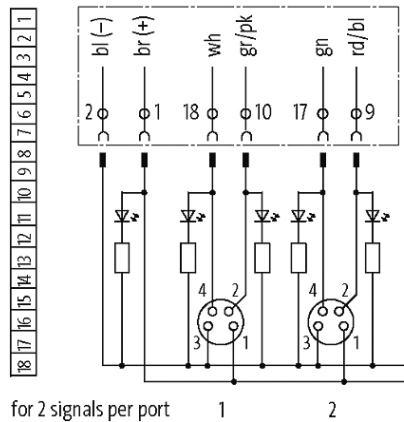 1 2 3 4 5 6 7 8 9 10 11 12 13 14 15 16 17 18
bl (–) br (+) wh gr/pk gn rd/bl
2 1 18 10 17 9
4 2 4 2
3 1 3 1
for 2 signals per port 1 2